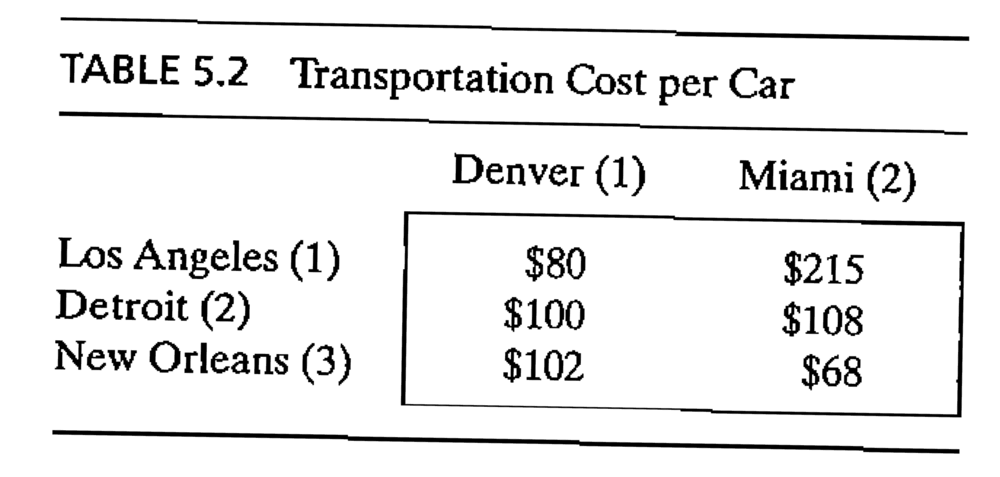 TABLE 5.2 Transportation Cost per Car
Denver (1) Miami (2)
Los Angeles (1) $80 $215
Detroit (2) $100 $108
New Orleans (3) $102 $68